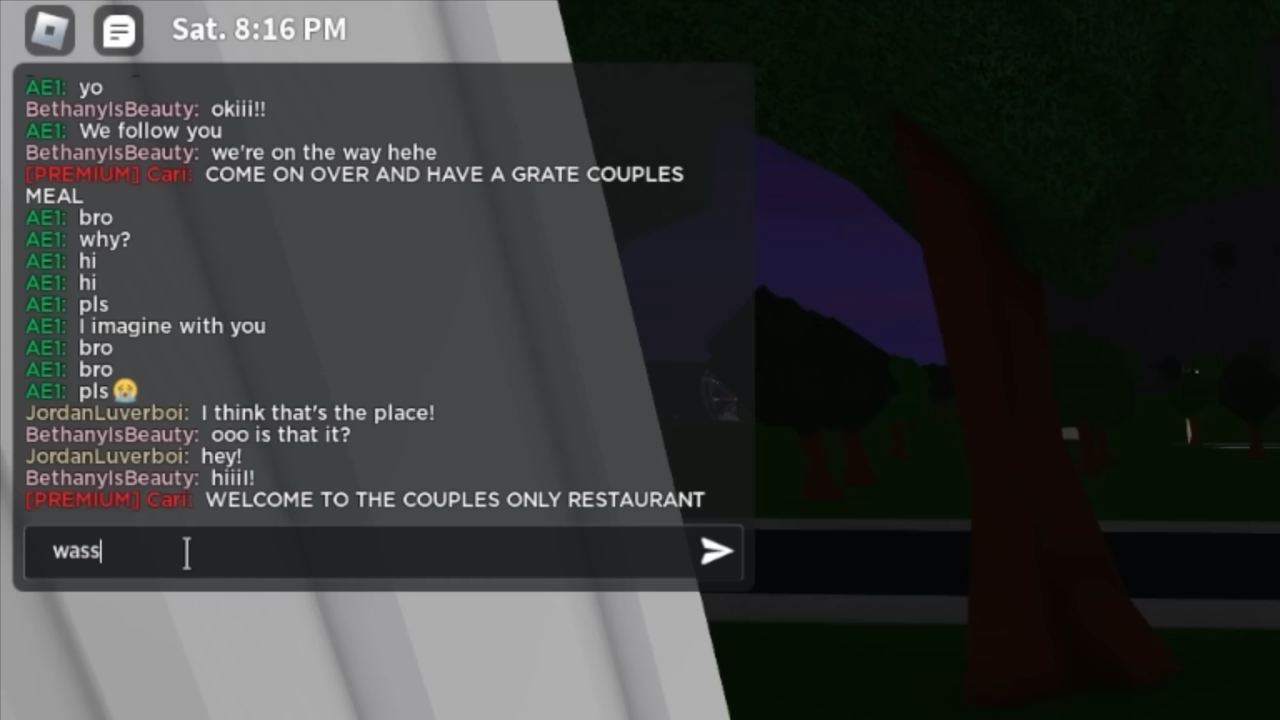 Sat. 8:16 PM
AE1: yo
BethanyIsBeauty: okiii!!
AE1: We follow you
BethanyIsBeauty: we're on the way hehe
[PREMIUM] Cari: COME ON OVER AND HAVE A GRATE COUPLES
MEAL
AE1: bro
AE1: why?
AE1: hi
AE1: hi
AE1: pls
AE1: I imagine with you
AE1: bro
AE1: bro
AE1: pls😭
JordanLuverboi: I think that's the place!
BethanyIsBeauty: ooo is that it?
JordanLuverboi: hey!
BethanyIsBeauty: hiiil!
[PREMIUM] Cari: WELCOME TO THE COUPLES ONLY RESTAURANT
wass